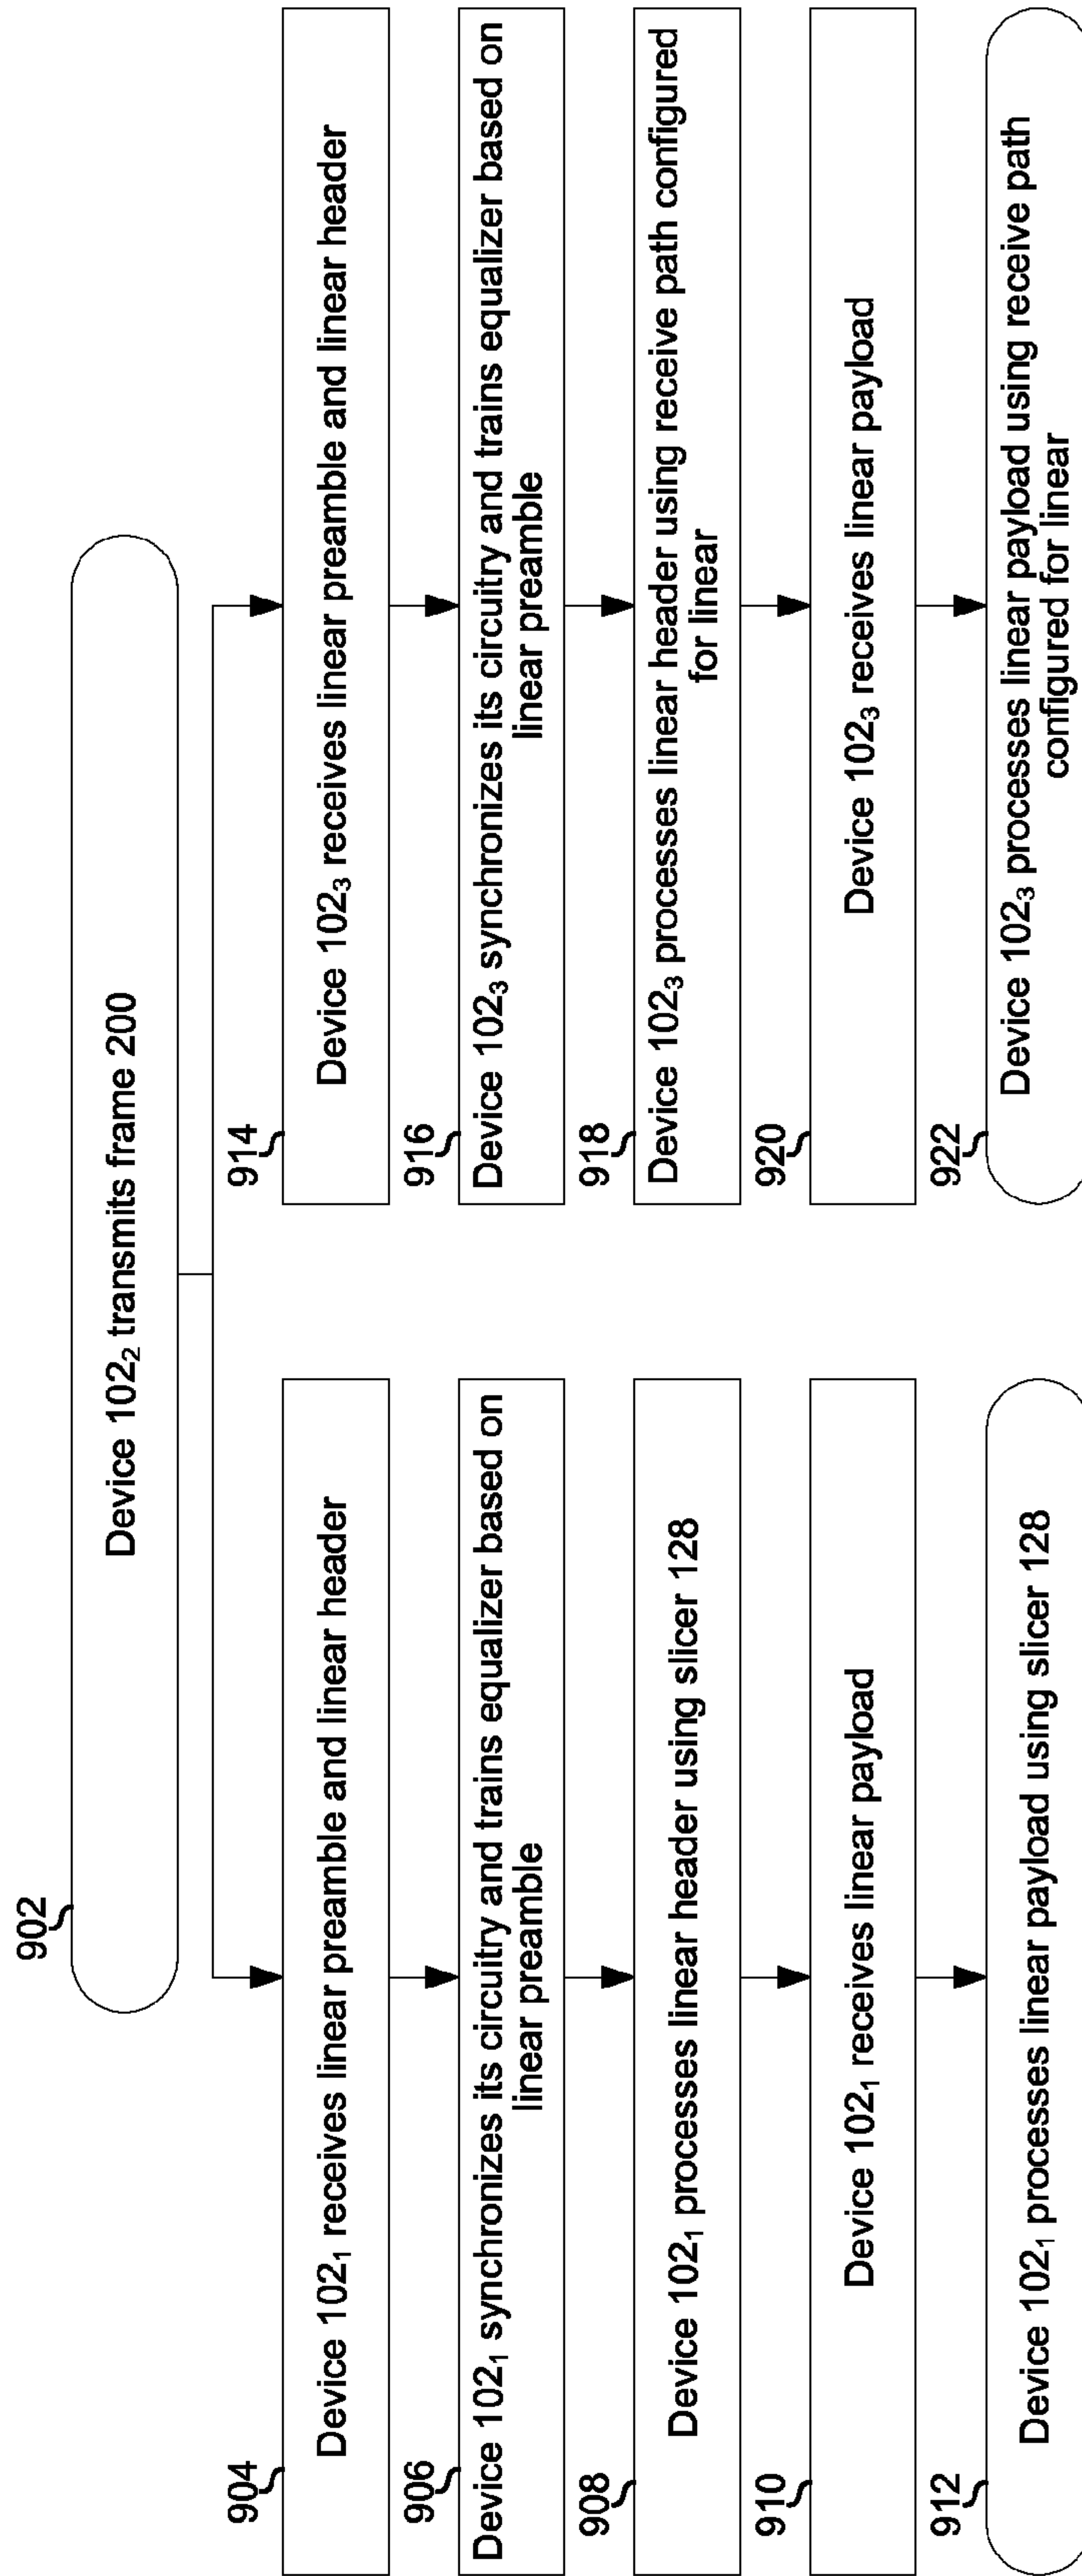 902
Device 102₂ transmits frame 200
904
Device 102₁ receives linear preamble and linear header
906
Device 102₁ synchronizes its circuitry and trains equalizer based on
linear preamble
908
Device 102₁ processes linear header using slicer 128
910
Device 102₁ receives linear payload
912
Device 102₁ processes linear payload using slicer 128
914
Device 102₃ receives linear preamble and linear header
916
Device 102₃ synchronizes its circuitry and trains equalizer based on
linear preamble
918
Device 102₃ processes linear header using receive path configured
for linear
920
Device 102₃ receives linear payload
922
Device 102₃ processes linear payload using receive path
configured for linear